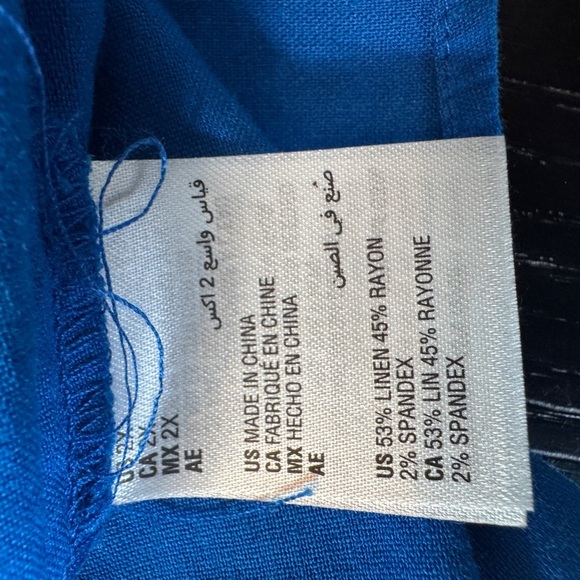 US 2X
CA 2X
MX 2X
AE
قياس واسع 2 اكس
US MADE IN CHINA
CA FABRIQUÉ EN CHINE
MX HECHO EN CHINA
AE
صنع في الصين
US 53% LINEN 45% RAYON
2% SPANDEX
CA 53% LIN 45% RAYONNE
2% SPANDEX